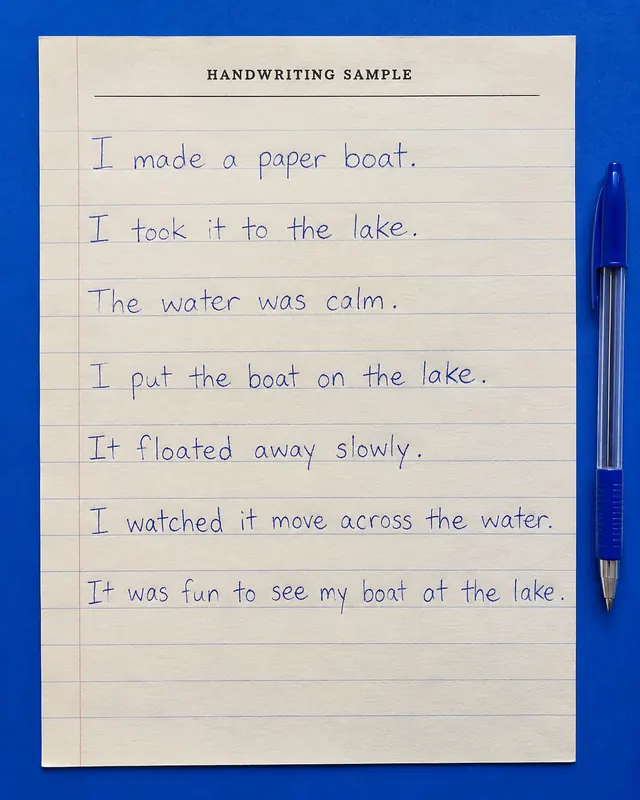 HANDWRITING SAMPLE
I made a paper boat.
I took it to the lake.
The water was calm.
I put the boat on the lake.
It floated away slowly.
I watched it move across the water.
It was fun to see my boat at the lake.